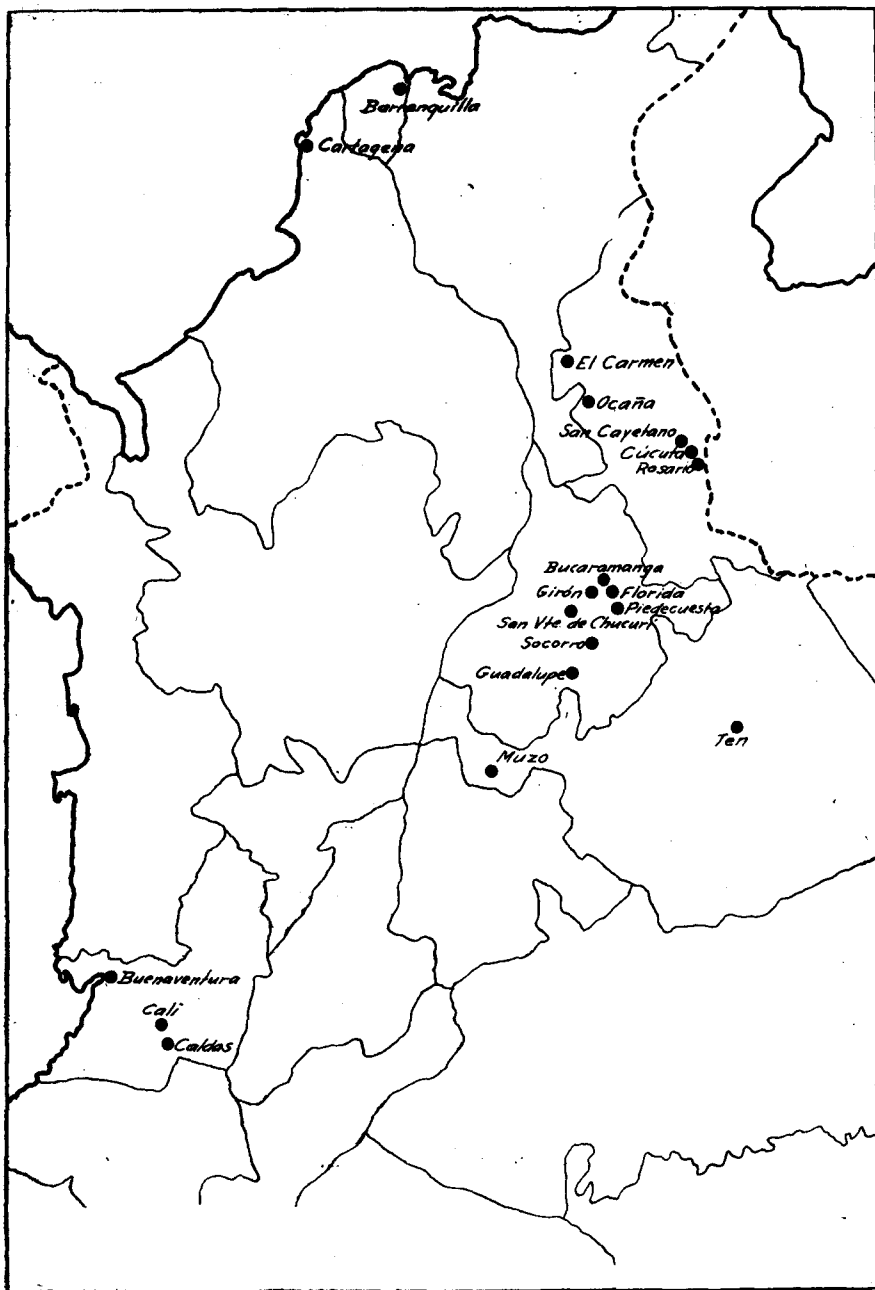 Barranquilla
Cartagena
El Carmen
Ocaña
San Cayetano
Cúcuta
Rosario
Bucaramanga
Girón
Florida
Piedecuesta
San Vte de Chucurí
Socorro
Guadalupe
Ten
Muzo
Buenaventura
Cali
Caldas